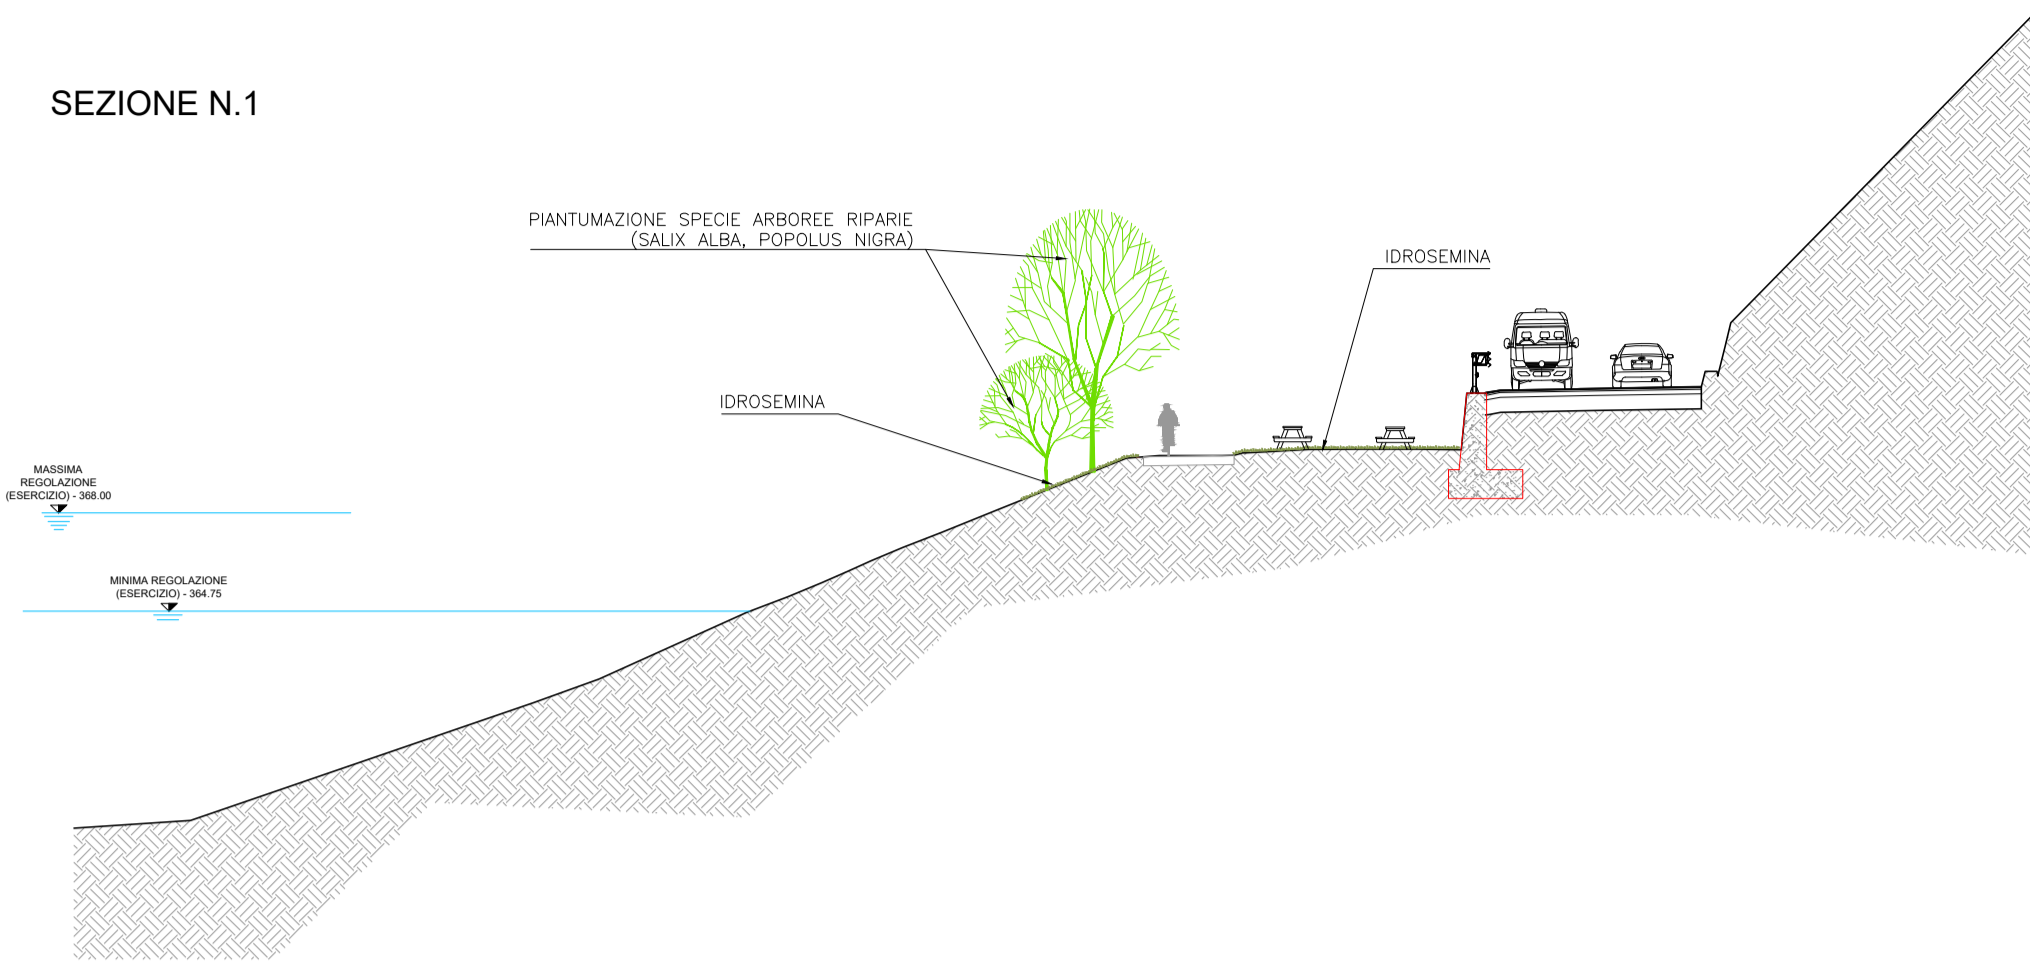 SEZIONE N.1
PIANTUMAZIONE SPECIE ARBOREE RIPARIE
(SALIX ALBA, POPOLUS NIGRA)
IDROSEMINA
IDROSEMINA
MASSIMA
REGOLAZIONE
(ESERCIZIO) - 368.00
MINIMA REGOLAZIONE
(ESERCIZIO) - 364.75